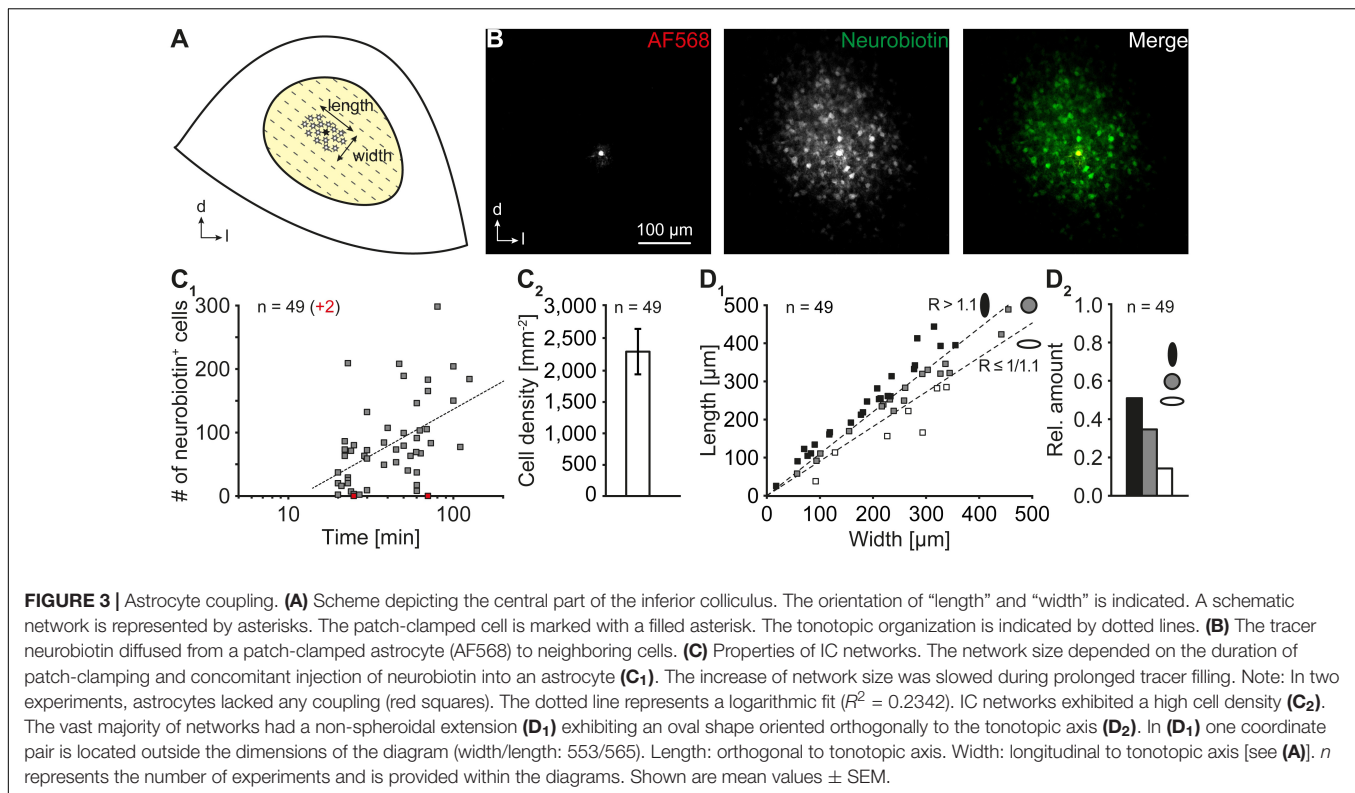 A
length
width
d
l
B
AF568
100 µm
d
l
Neurobiotin
Merge
C1
n = 49 (+2)
# of neurobiotin+ cells
300
200
100
0
10
100
Time [min]
C2
n = 49
Cell density [mm-2]
3,000
2,500
2,000
1,500
1,000
500
0
D1
n = 49
R > 1.1
R ≤ 1/1.1
Length [µm]
500
400
300
200
100
0
0
100
200
300
400
500
Width [µm]
D2
n = 49
Rel. amount
1.0
0.8
0.6
0.4
0.2
0.0
FIGURE 3 | Astrocyte coupling. (A) Scheme depicting the central part of the inferior colliculus. The orientation of “length” and “width” is indicated. A schematic
network is represented by asterisks. The patch-clamped cell is marked with a filled asterisk. The tonotopic organization is indicated by dotted lines. (B) The tracer
neurobiotin diffused from a patch-clamped astrocyte (AF568) to neighboring cells. (C) Properties of IC networks. The network size depended on the duration of
patch-clamping and concomitant injection of neurobiotin into an astrocyte (C1). The increase of network size was slowed during prolonged tracer filling. Note: In two
experiments, astrocytes lacked any coupling (red squares). The dotted line represents a logarithmic fit (R2 = 0.2342). IC networks exhibited a high cell density (C2).
The vast majority of networks had a non-spheroidal extension (D1) exhibiting an oval shape oriented orthogonally to the tonotopic axis (D2). In (D1) one coordinate
pair is located outside the dimensions of the diagram (width/length: 553/565). Length: orthogonal to tonotopic axis. Width: longitudinal to tonotopic axis [see (A)]. n
represents the number of experiments and is provided within the diagrams. Shown are mean values ± SEM.